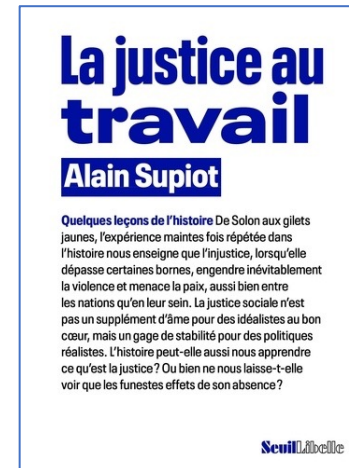 La justice au
travail
Alain Supiot
Quelques leçons de l'histoire De Solon aux gilets
jaunes, l'expérience maintes fois répétée dans
l'histoire nous enseigne que l'injustice, lorsqu'elle
dépasse certaines bornes, engendre inévitablement
la violence et menace la paix, aussi bien entre
les nations qu'en leur sein. La justice sociale n'est
pas un supplément d'âme pour des idéalistes au bon
cœur, mais un gage de stabilité pour des politiques
réalistes. L'histoire peut-elle aussi nous apprendre
ce qu'est la justice ? Ou bien ne nous laisse-t-elle
voir que les funestes effets de son absence ?
Seuil Libelle